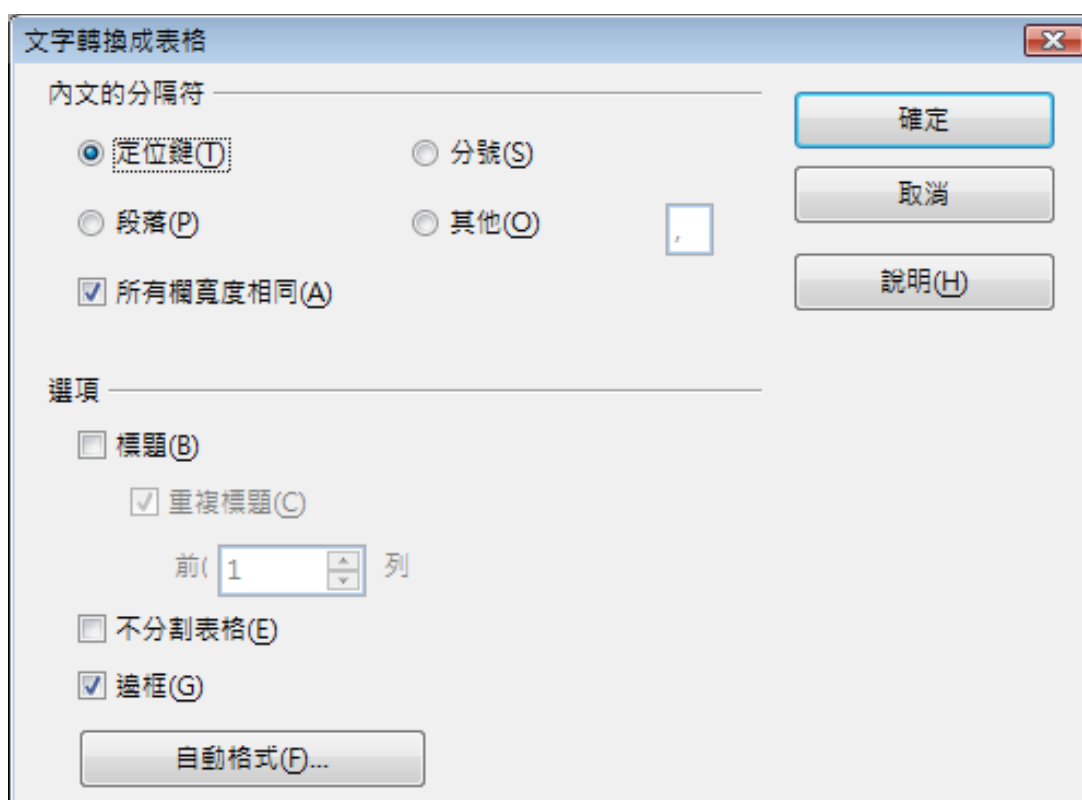 文字轉換成表格
內文的分隔符
確定
定位鍵(T)
分號(S)
取消
段落(P)
其他(O)
,
所有欄寬度相同(A)
說明(H)
選項
標題(B)
重複標題(C)
前( 1 列
不分割表格(E)
邊框(G)
自動格式(F)...